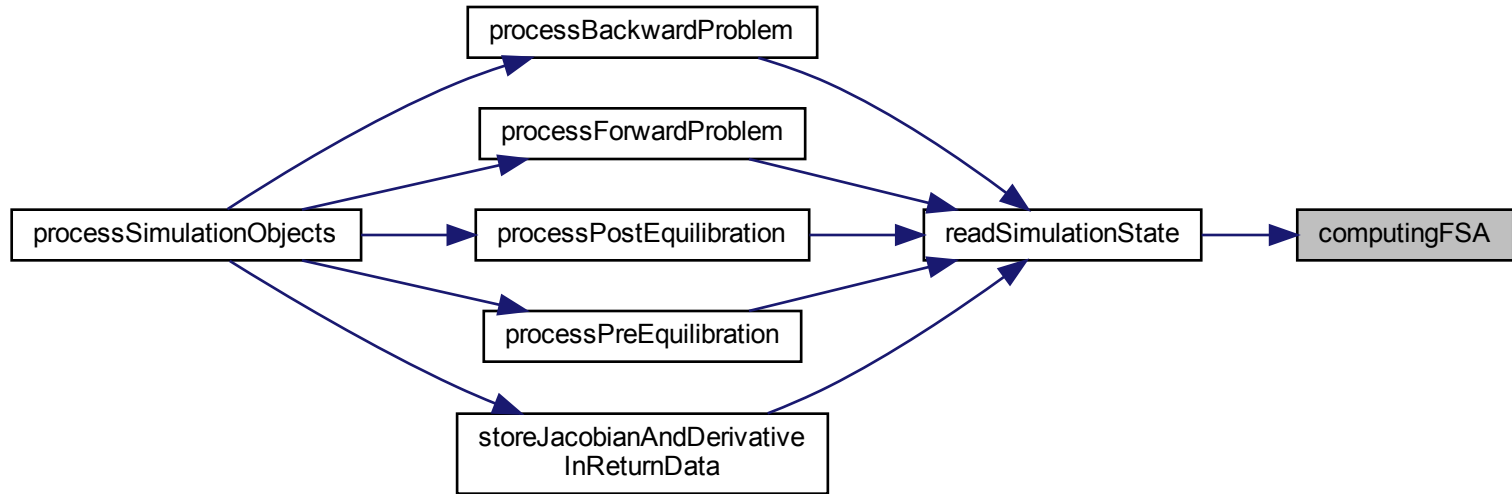 processBackwardProblem
processForwardProblem
processSimulationObjects
processPostEquilibration
readSimulationState
computingFSA
processPreEquilibration
storeJacobianAndDerivative
InReturnData